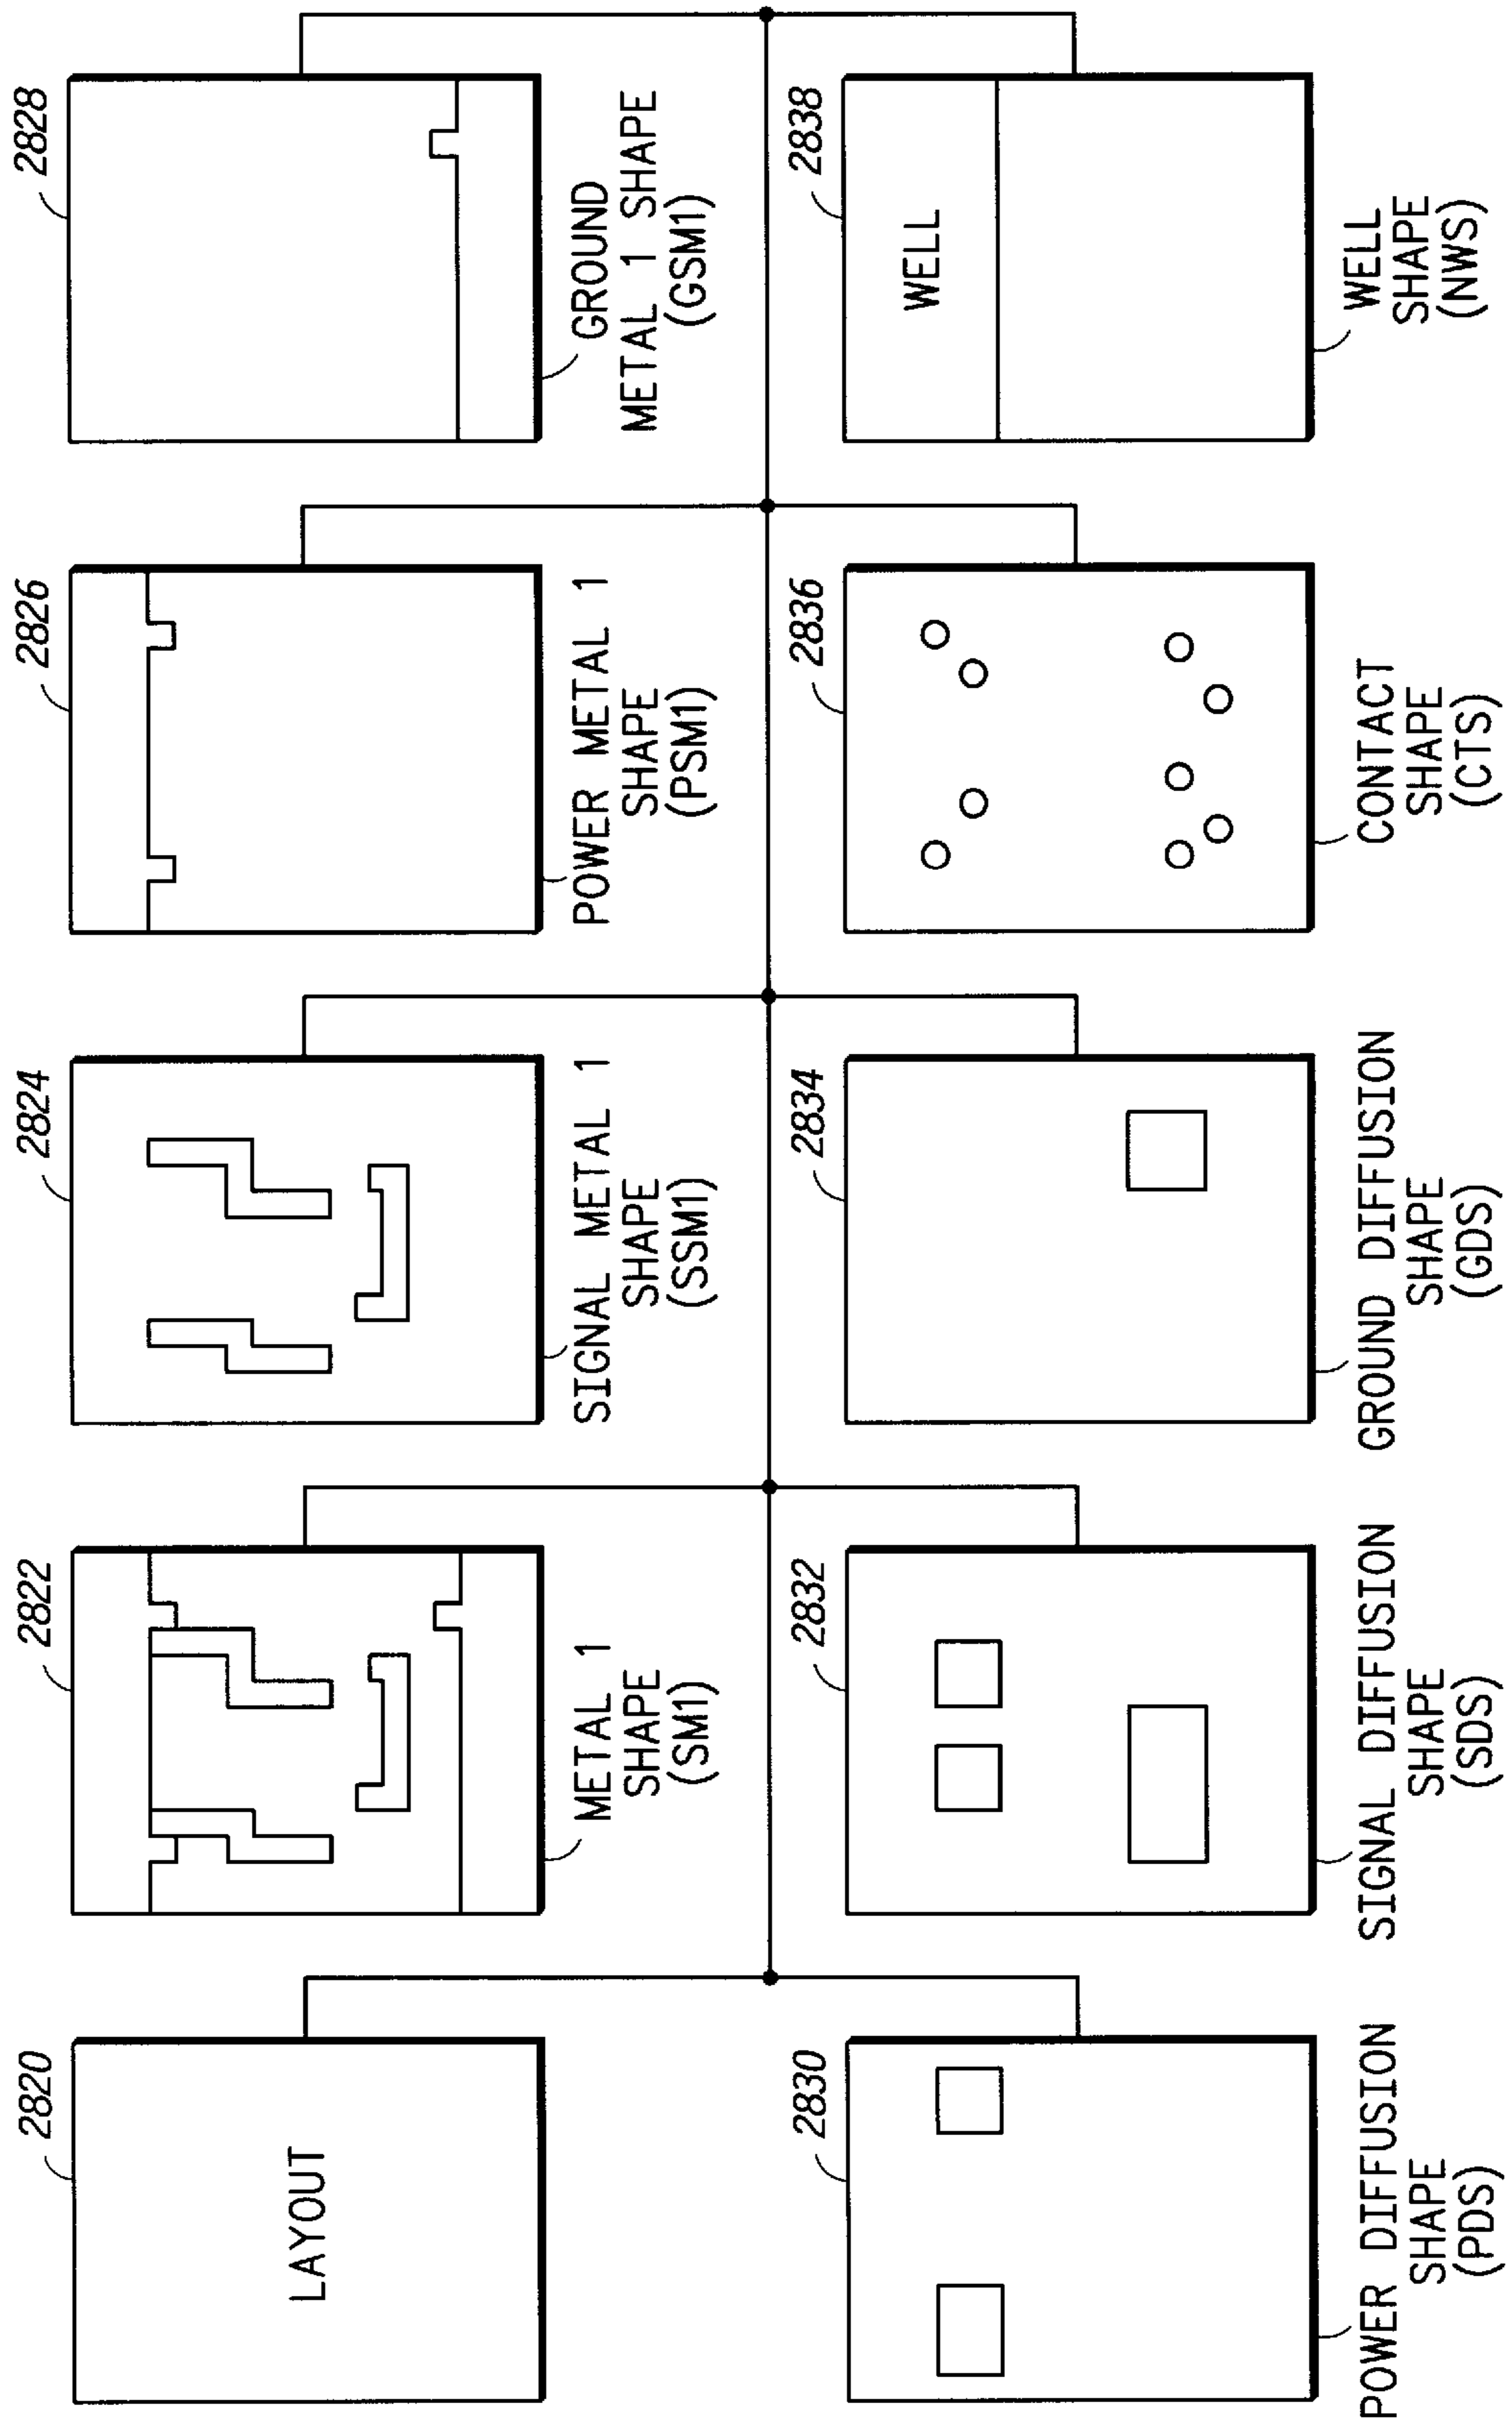 2820
LAYOUT
2822
METAL 1
SHAPE
(SM1)
2824
SIGNAL METAL 1
SHAPE
(SSM1)
2826
POWER METAL 1
SHAPE
(PSM1)
2828
GROUND
METAL 1 SHAPE
(GSM1)
2830
POWER DIFFUSION
SHAPE
(PDS)
2832
SIGNAL DIFFUSION
SHAPE
(SDS)
2834
GROUND DIFFUSION
SHAPE
(GDS)
2836
CONTACT
SHAPE
(CTS)
2838
WELL
WELL
SHAPE
(NWS)